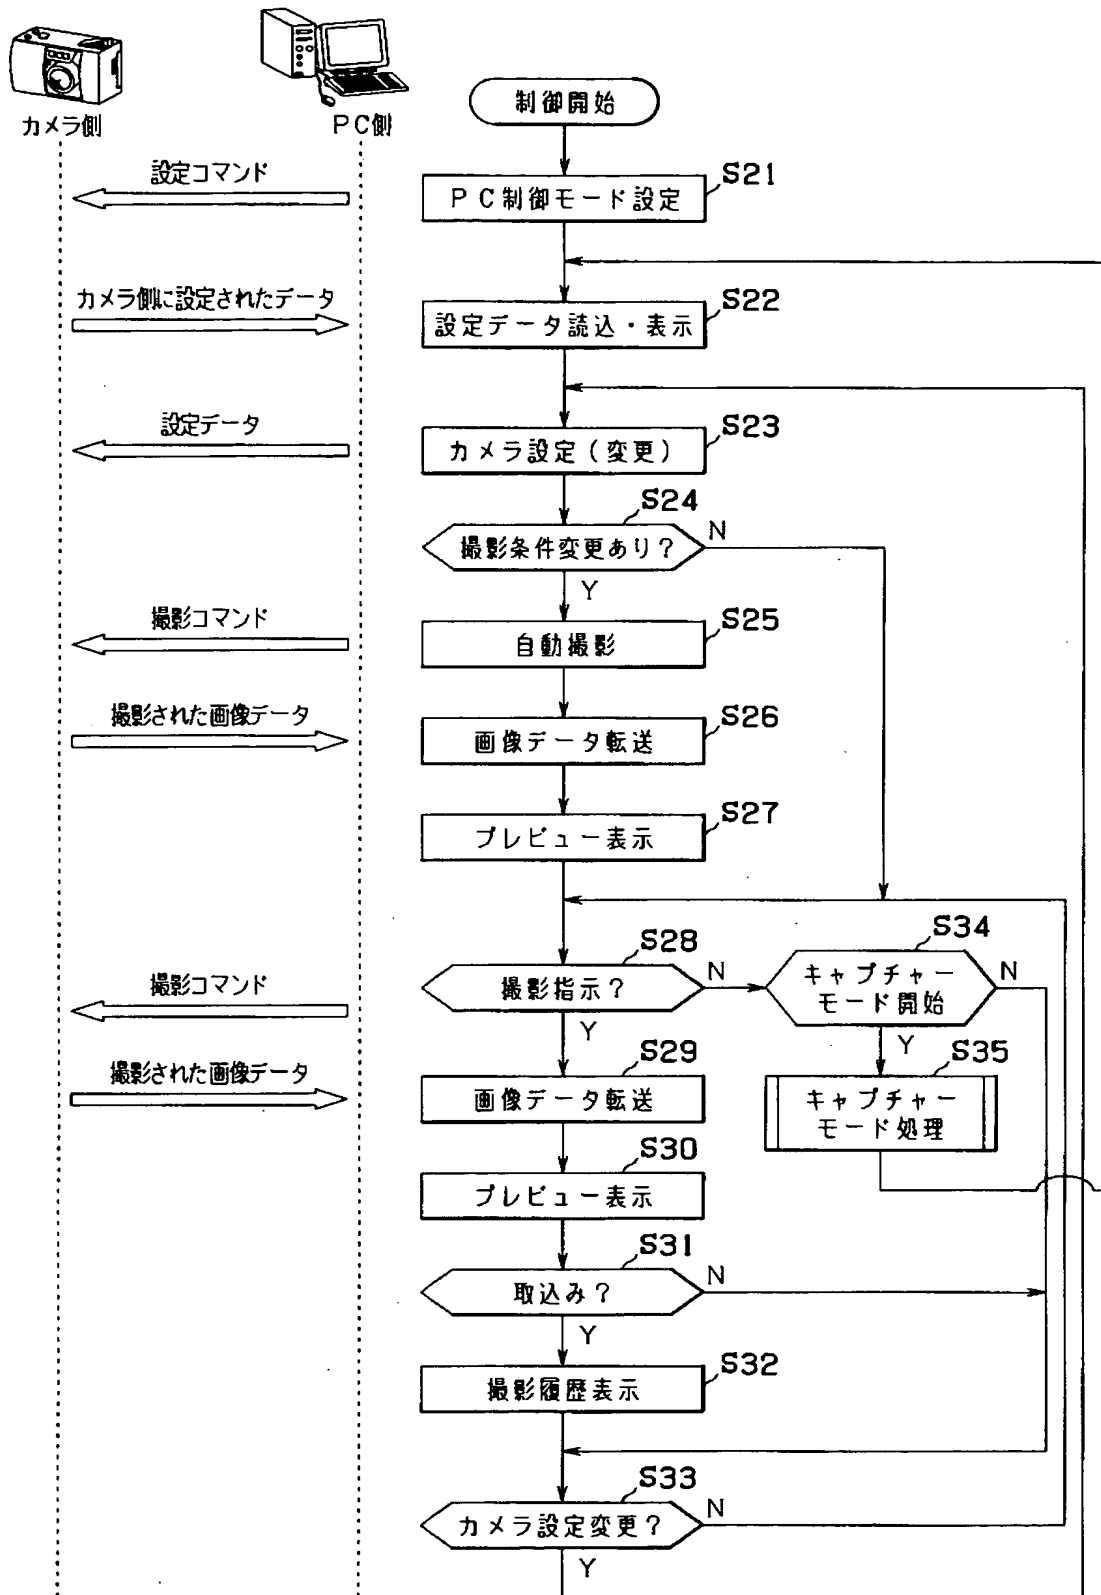 カメラ側
PC側
制御開始
設定コマンド
S21
PC制御モード設定
カメラ側に設定されたデータ
S22
設定データ読込・表示
設定データ
S23
カメラ設定(変更)
S24
撮影条件変更あり?
N
Y
撮影コマンド
S25
自動撮影
撮影された画像データ
S26
画像データ転送
S27
プレビュー表示
撮影コマンド
S28
撮影指示?
N
Y
S34
キャプチャー
モード開始
N
Y
撮影された画像データ
S29
画像データ転送
S35
キャプチャー
モード処理
S30
プレビュー表示
S31
取込み?
N
Y
S32
撮影履歴表示
S33
カメラ設定変更?
N
Y